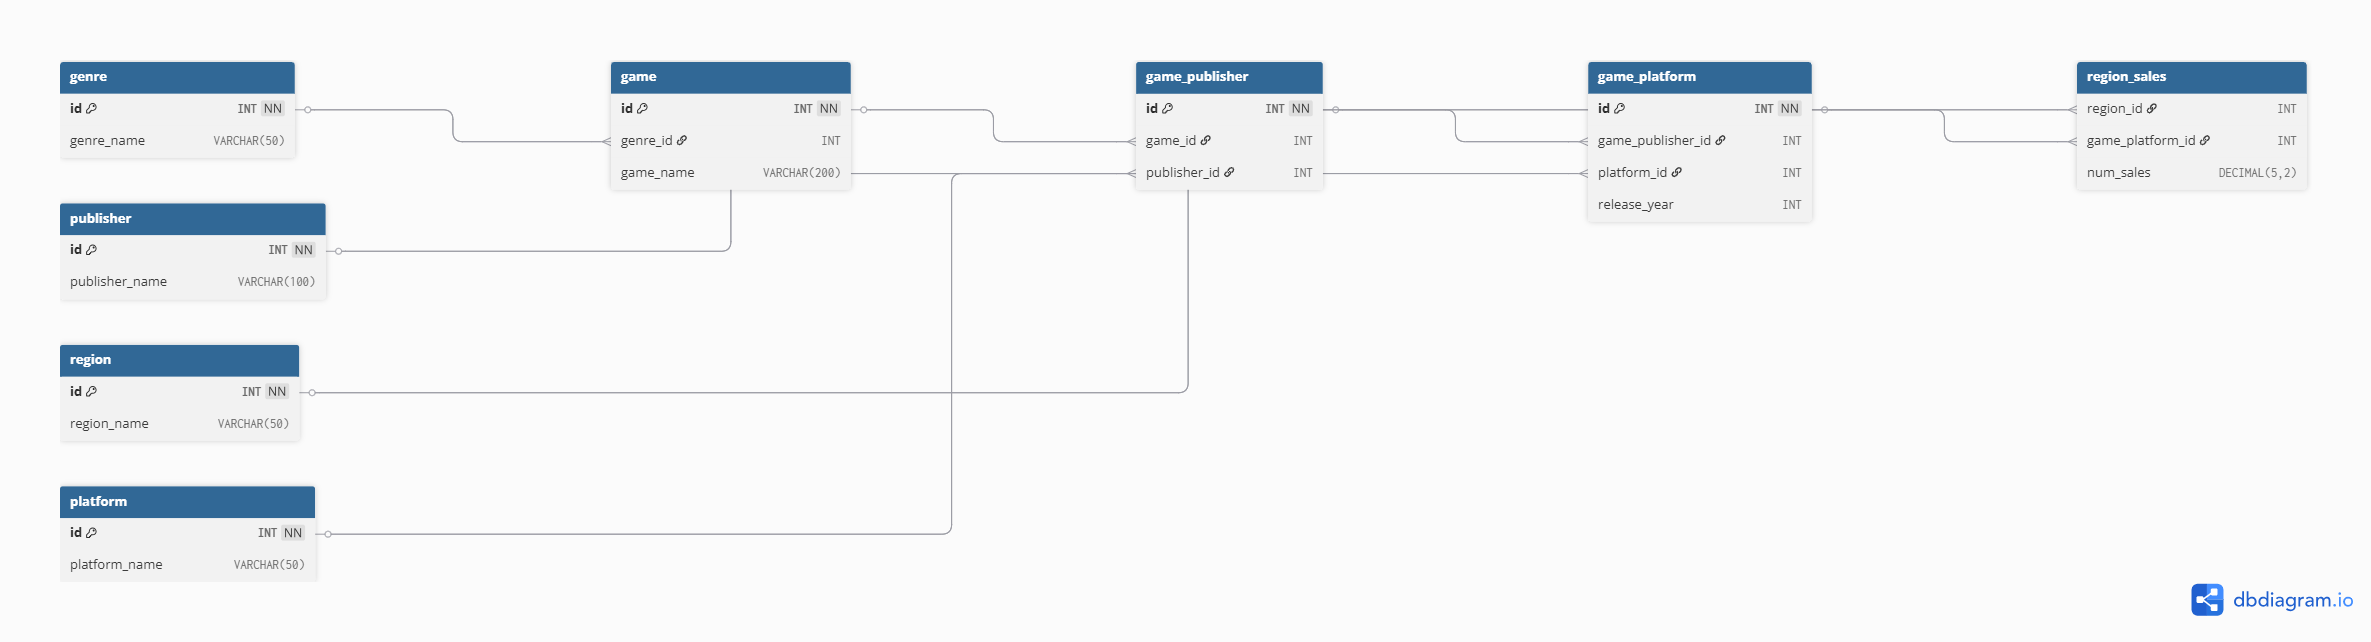 genre
id INT NN
genre_name VARCHAR(50)
publisher
id INT NN
publisher_name VARCHAR(100)
region
id INT NN
region_name VARCHAR(50)
platform
id INT NN
platform_name VARCHAR(50)
game
id INT NN
genre_id INT
game_name VARCHAR(200)
game_publisher
id INT NN
game_id INT
publisher_id INT
game_platform
id INT NN
game_publisher_id INT
platform_id INT
release_year INT
region_sales
region_id INT
game_platform_id INT
num_sales DECIMAL(5,2)
dbdiagram.io